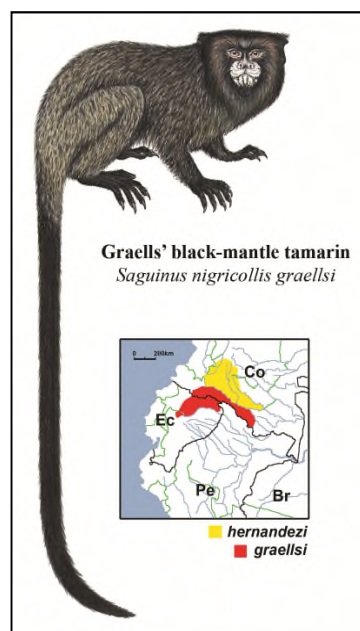 Graells' black-mantle tamarin
Saguinus nigricollis graellsi
0 200km
Co
Ec
Pe
Br
hernandezi
graellsi